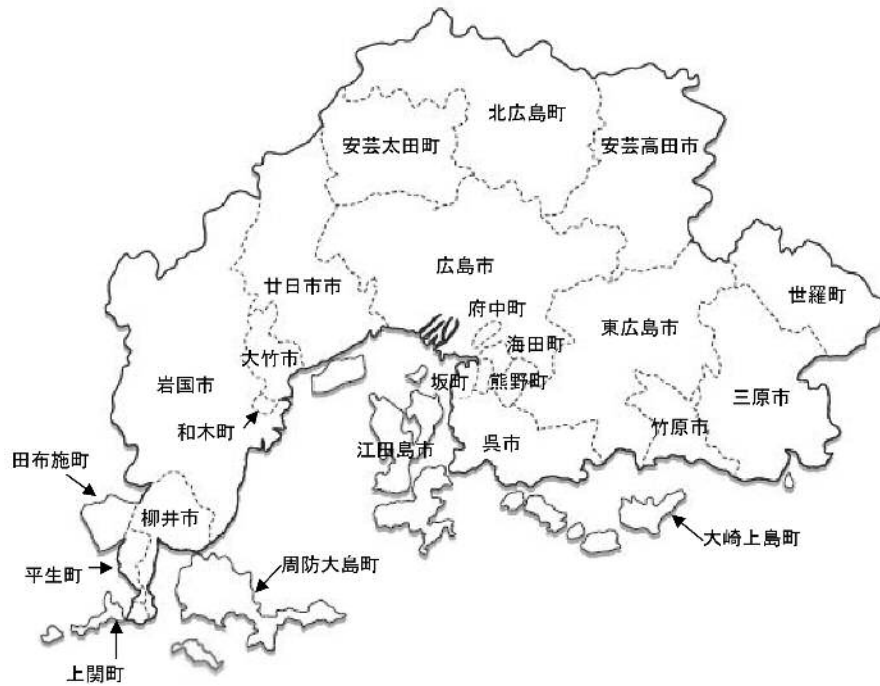 北広島町
安芸太田町
安芸高田市
広島市
廿日市市
世羅町
府中町
東広島市
海田町
大竹市
岩国市
坂町
熊野町
三原市
和木町
竹原市
江田島市
呉市
田布施町
柳井市
大崎上島町
周防大島町
平生町
上関町